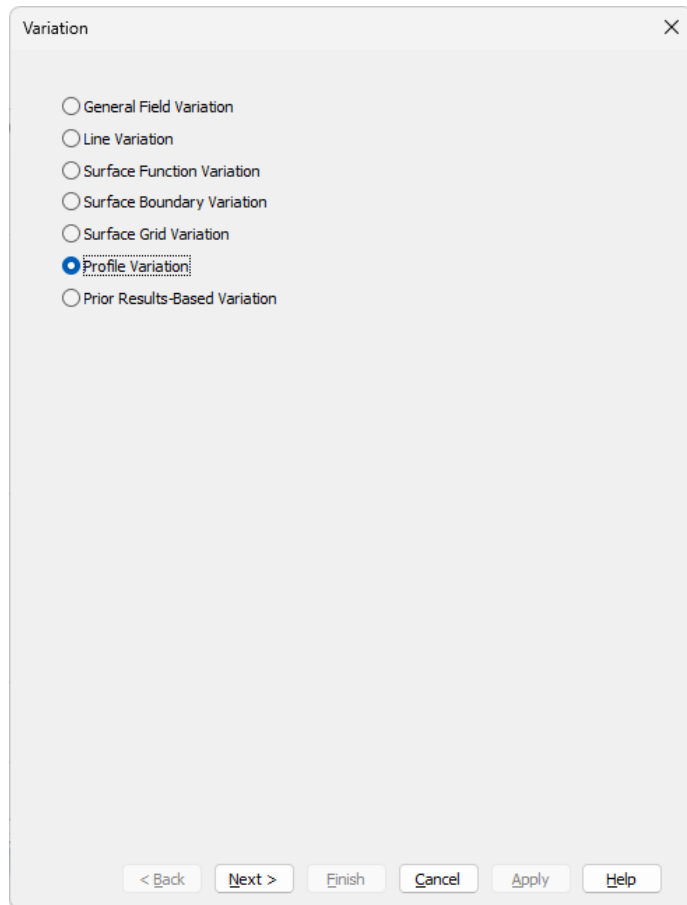 Variation
General Field Variation
Line Variation
Surface Function Variation
Surface Boundary Variation
Surface Grid Variation
Profile Variation
Prior Results-Based Variation
< Back Next > Finish Cancel Apply Help